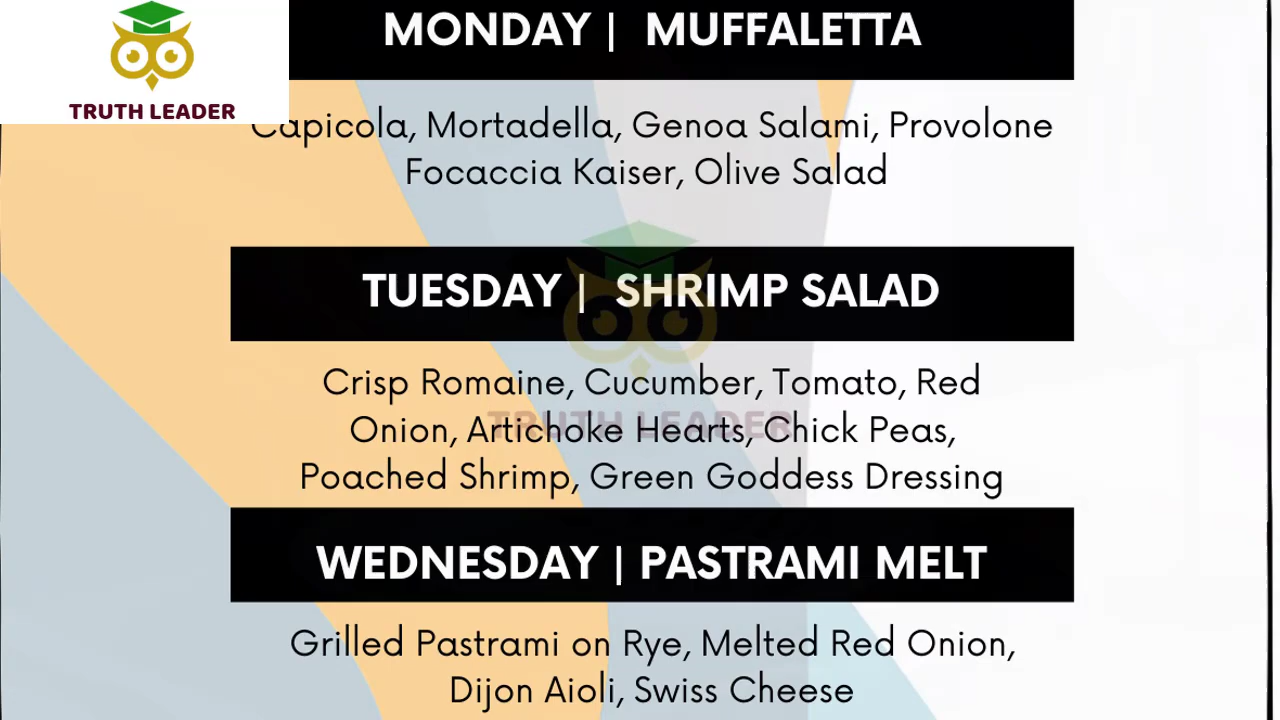 TRUTH LEADER
MONDAY | MUFFALETTA
Capicola, Mortadella, Genoa Salami, Provolone
Focaccia Kaiser, Olive Salad
TUESDAY | SHRIMP SALAD
Crisp Romaine, Cucumber, Tomato, Red
Onion, Artichoke Hearts, Chick Peas,
TRUTH LEADER
Poached Shrimp, Green Goddess Dressing
WEDNESDAY | PASTRAMI MELT
Grilled Pastrami on Rye, Melted Red Onion,
Dijon Aioli, Swiss Cheese